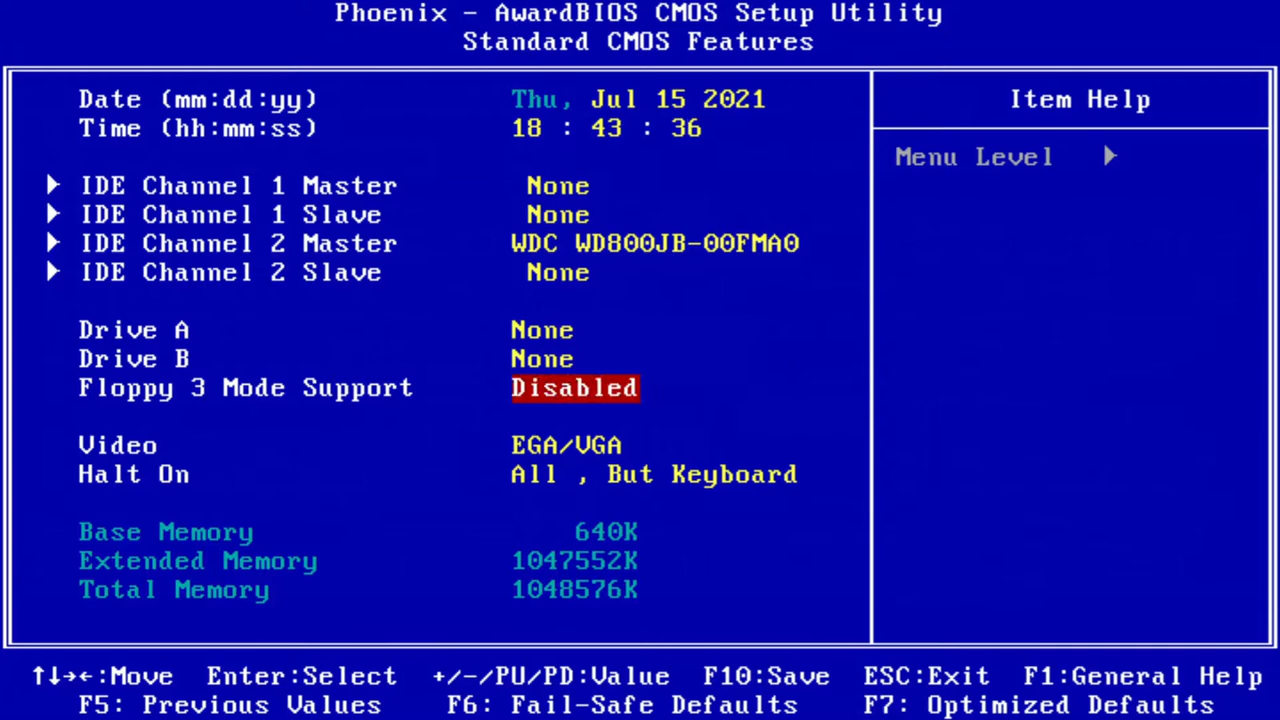 Phoenix - AwardBIOS CMOS Setup Utility
Standard CMOS Features
Date (mm:dd:yy) Thu, Jul 15 2021
Time (hh:mm:ss) 18 : 43 : 36
IDE Channel 1 Master None
IDE Channel 1 Slave None
IDE Channel 2 Master WDC WD800JB-00FMA0
IDE Channel 2 Slave None
Drive A None
Drive B None
Floppy 3 Mode Support Disabled
Video EGA/VGA
Halt On All , But Keyboard
Base Memory 640K
Extended Memory 1047552K
Total Memory 1048576K
Item Help
Menu Level
↑↓→←:Move Enter:Select +/-/PU/PD:Value F10:Save ESC:Exit F1:General Help
F5: Previous Values F6: Fail-Safe Defaults F7: Optimized Defaults